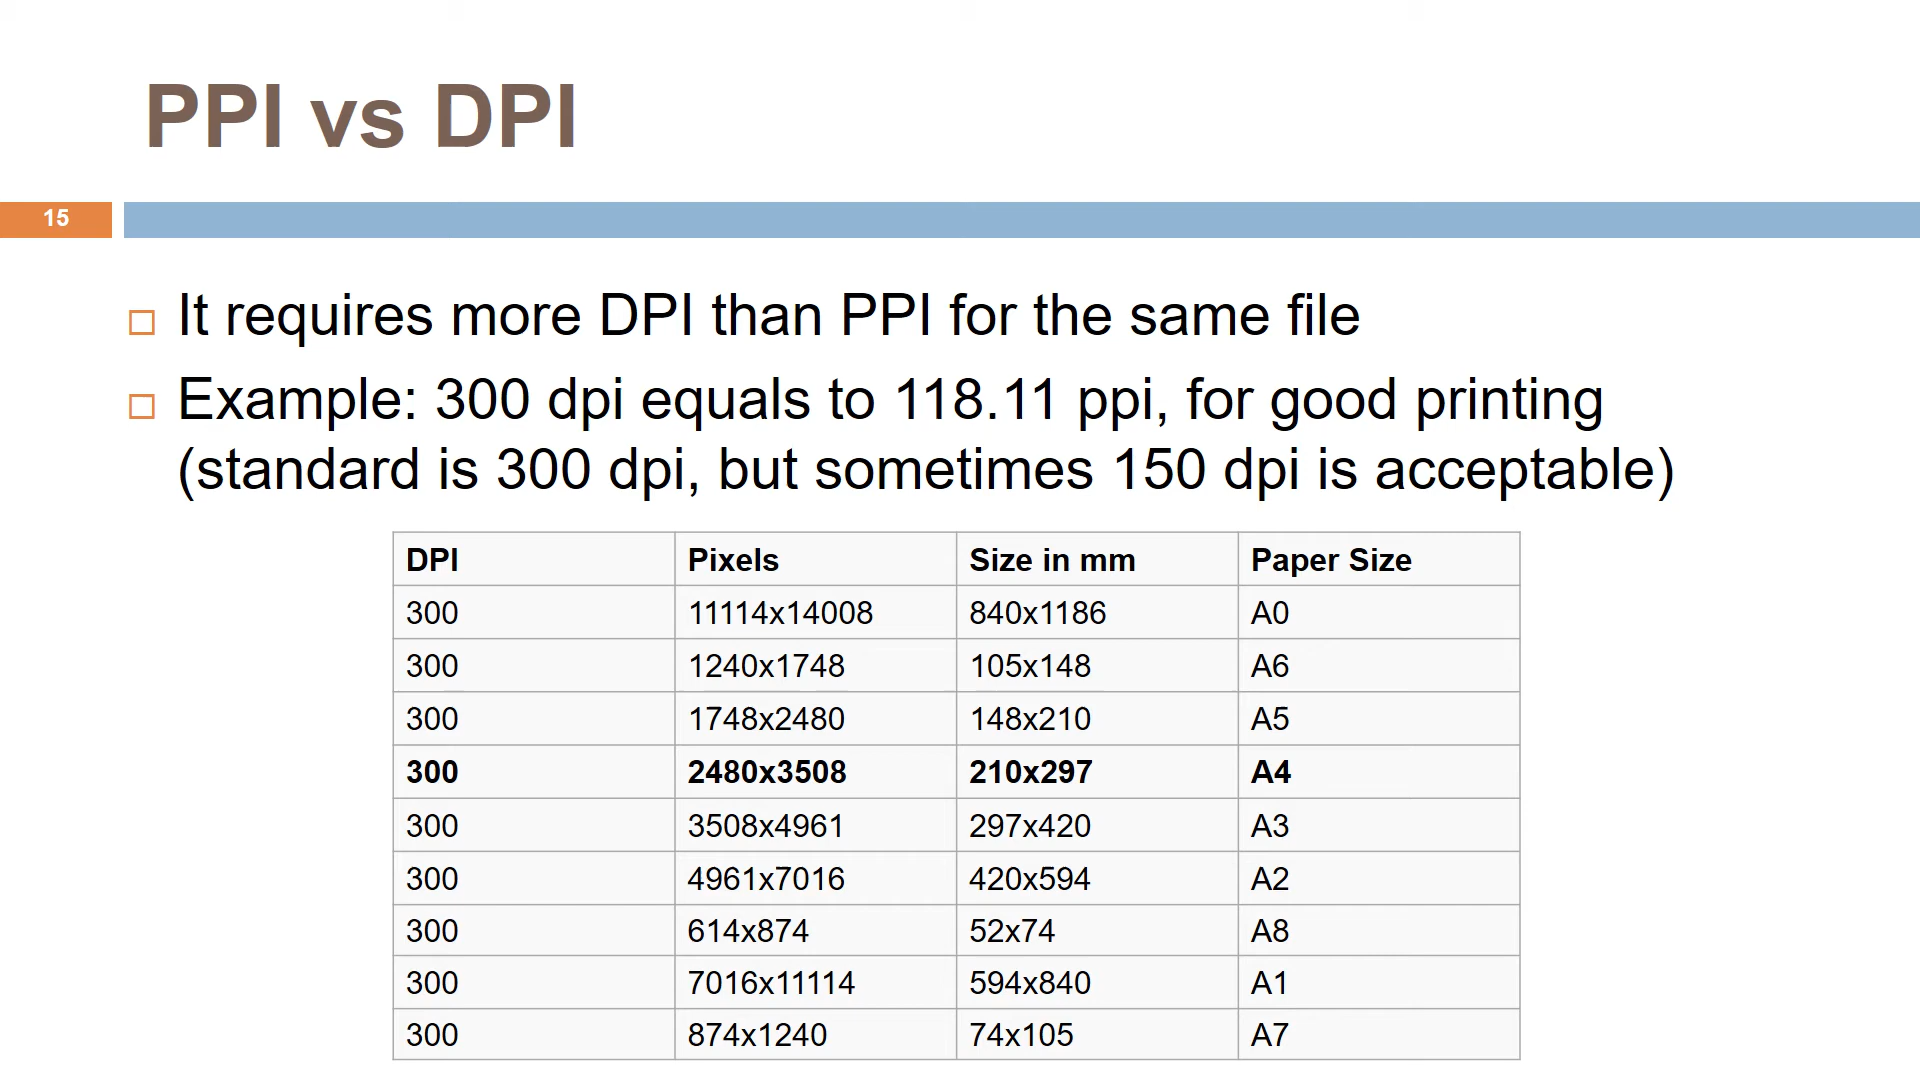 PPI vs DPI
15
It requires more DPI than PPI for the same file
Example: 300 dpi equals to 118.11 ppi, for good printing
(standard is 300 dpi, but sometimes 150 dpi is acceptable)
DPI Pixels Size in mm Paper Size
300 11114x14008 840x1186 A0
300 1240x1748 105x148 A6
300 1748x2480 148x210 A5
300 2480x3508 210x297 A4
300 3508x4961 297x420 A3
300 4961x7016 420x594 A2
300 614x874 52x74 A8
300 7016x11114 594x840 A1
300 874x1240 74x105 A7